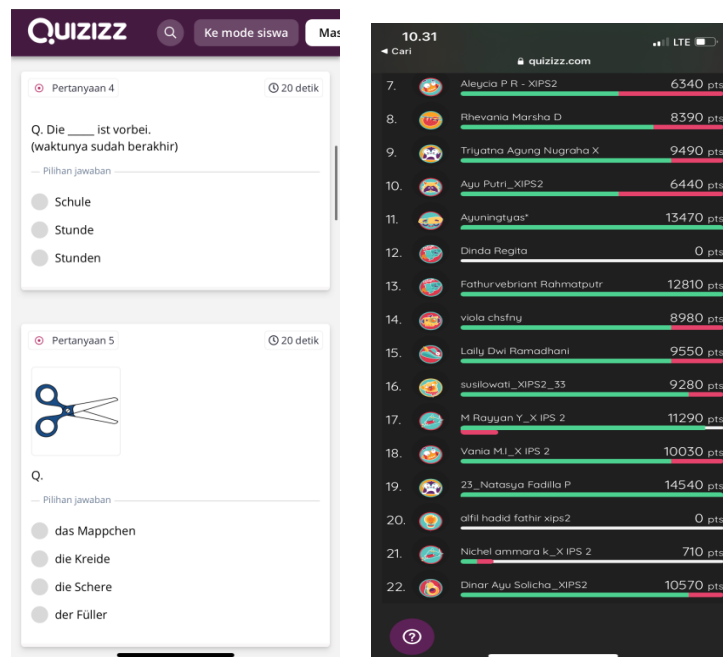 QUIZIZZ
Ke mode siswa
Mas
Pertanyaan 4
20 detik
Q. Die _____ ist vorbei.
(waktunya sudah berakhir)
Pilihan jawaban
Schule
Stunde
Stunden
Pertanyaan 5
20 detik
Q.
Pilihan jawaban
das Mappchen
die Kreide
die Schere
der Füller
10.31
LTE
Cari
quizizz.com
7. Aleycia P R - XIPS2 6340 pts
8. Rhevania Marsha D 8390 pts
9. Triyatna Agung Nugraha X 9490 pts
10. Ayu Putri_XIPS2 6440 pts
11. Ayuningtyas* 13470 pts
12. Dinda Regita 0 pts
13. Fathurvebriant Rahmatputr 12810 pts
14. viola chsfny 8980 pts
15. Laily Dwi Ramadhani 9550 pts
16. susilowati_XIPS2_33 9280 pts
17. M Rayyan Y_X IPS 2 11290 pts
18. Vania M.I_X IPS 2 10030 pts
19. 23_Natasya Fadilla P 14540 pts
20. alfil hadid fathir xips2 0 pts
21. Nichel ammara k_X IPS 2 710 pts
22. Dinar Ayu Solicha_XIPS2 10570 pts